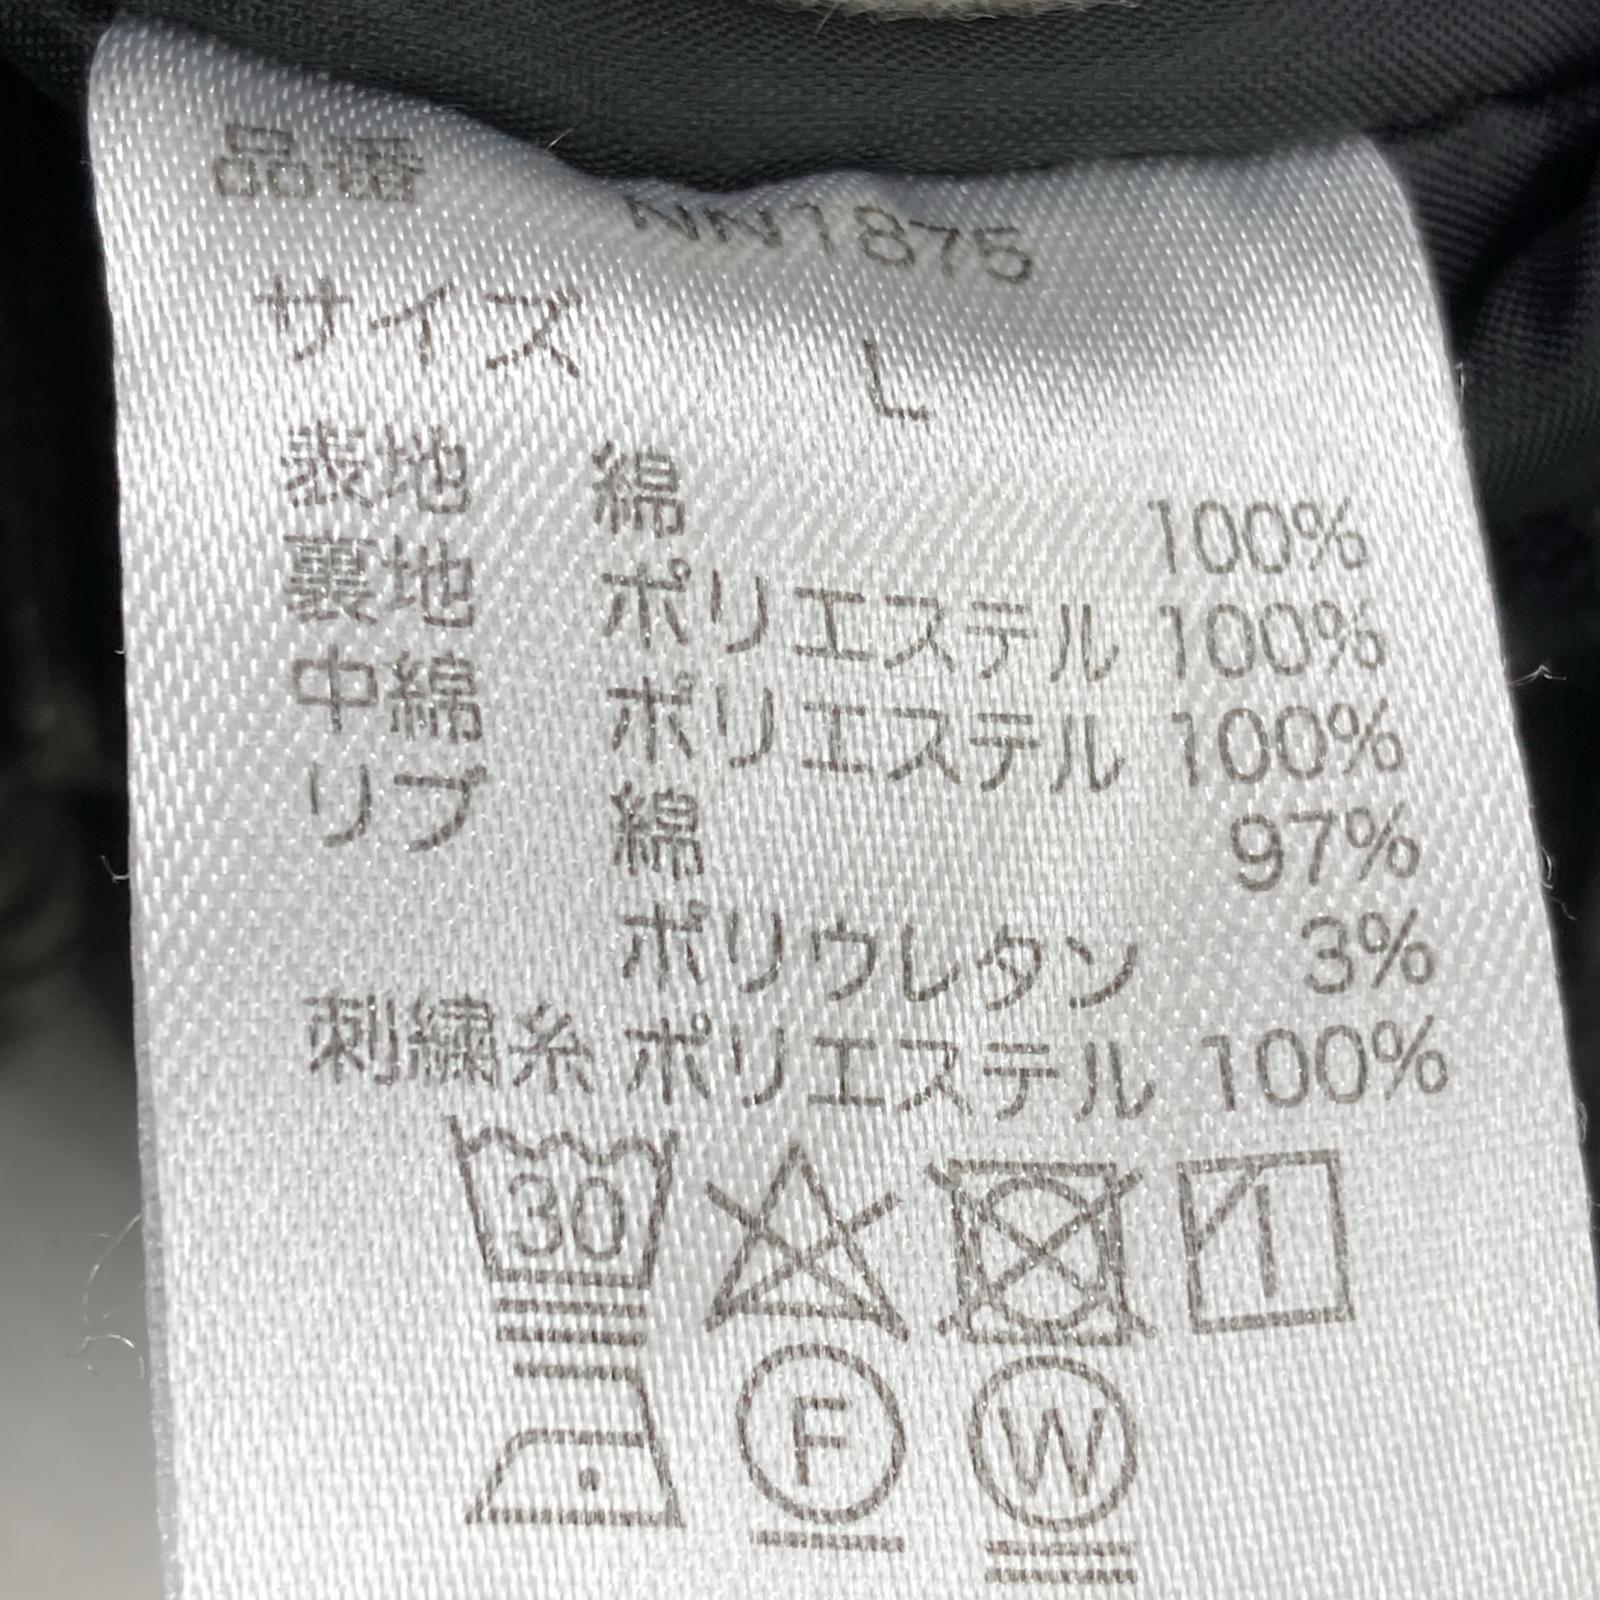 品番 NN1875
サイズ L
表地 綿 100%
裏地 ポリエステル 100%
中綿 ポリエステル 100%
リブ 綿 97%
ポリウレタン 3%
刺繍糸 ポリエステル 100%
30
F W